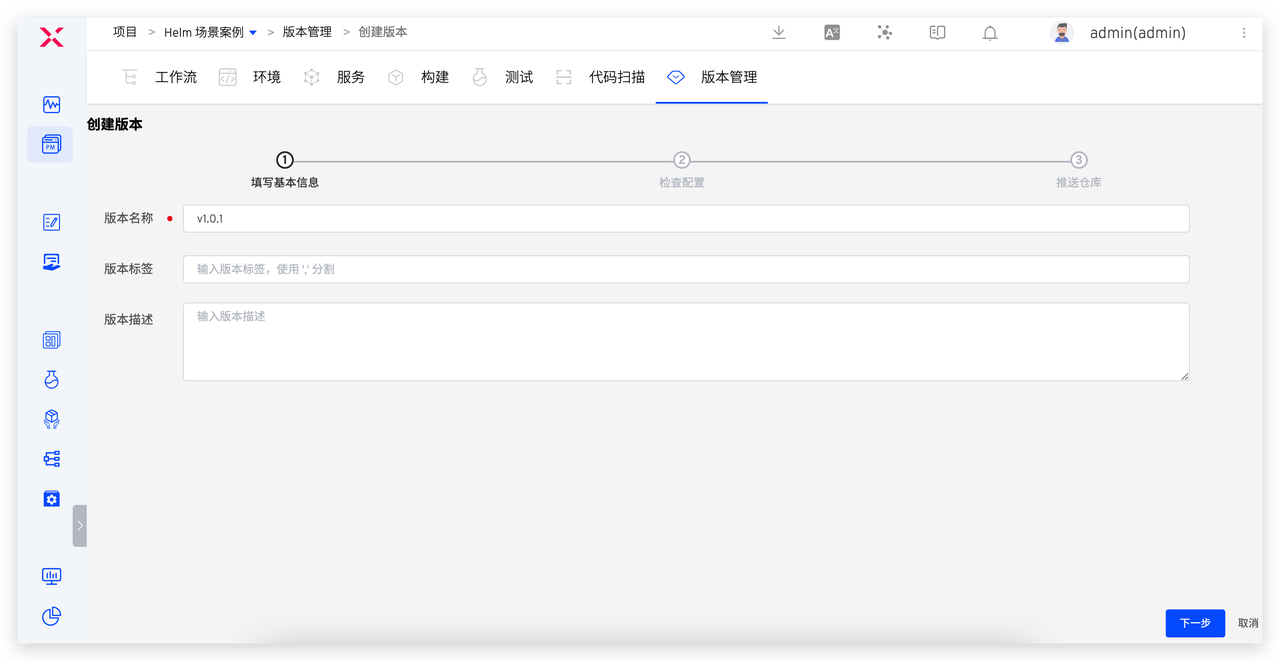 项目 > Helm 场景案例 > 版本管理 > 创建版本
admin(admin)
工作流 环境 服务 构建 测试 代码扫描 版本管理
创建版本
1 2 3
填写基本信息 检查配置 推送仓库
版本名称 v1.0.1
版本标签 输入版本标签，使用 ',' 分割
版本描述 输入版本描述
下一步 取消
PM